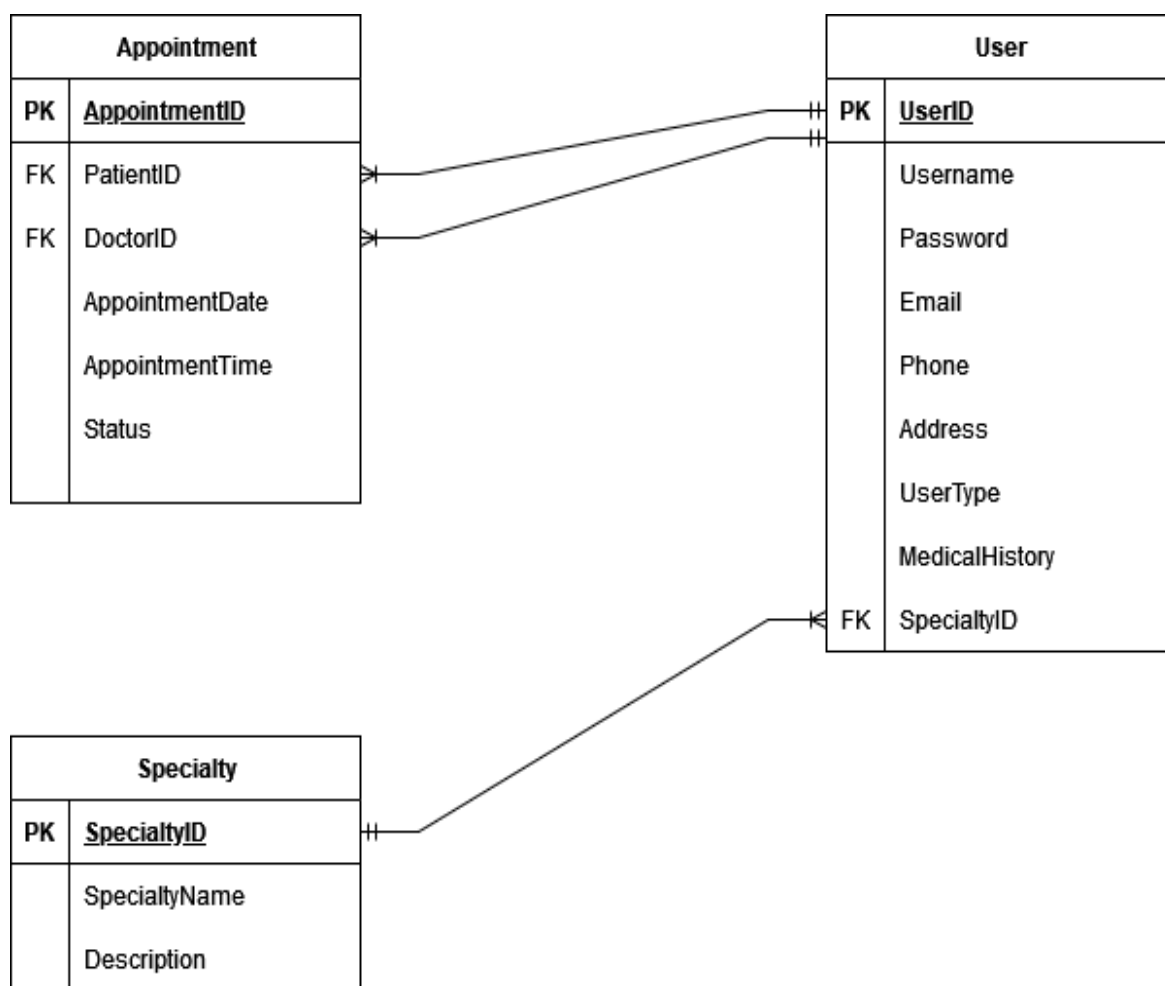 Appointment
PK AppointmentID
FK PatientID
FK DoctorID
AppointmentDate
AppointmentTime
Status
User
PK UserID
Username
Password
Email
Phone
Address
UserType
MedicalHistory
FK SpecialtyID
Specialty
PK SpecialtyID
SpecialtyName
Description